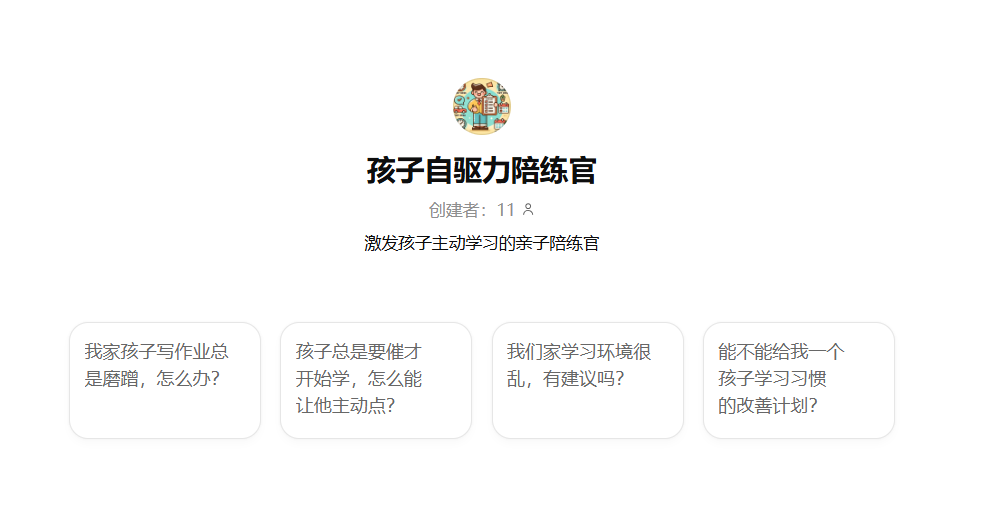 孩子自驱力陪练官
创建者：11
激发孩子主动学习的亲子陪练官
我家孩子写作业总
是磨蹭，怎么办？
孩子总是要催才
开始学，怎么能
让他主动点？
我们家学习环境很
乱，有建议吗？
能不能给我一个
孩子学习习惯
的改善计划？